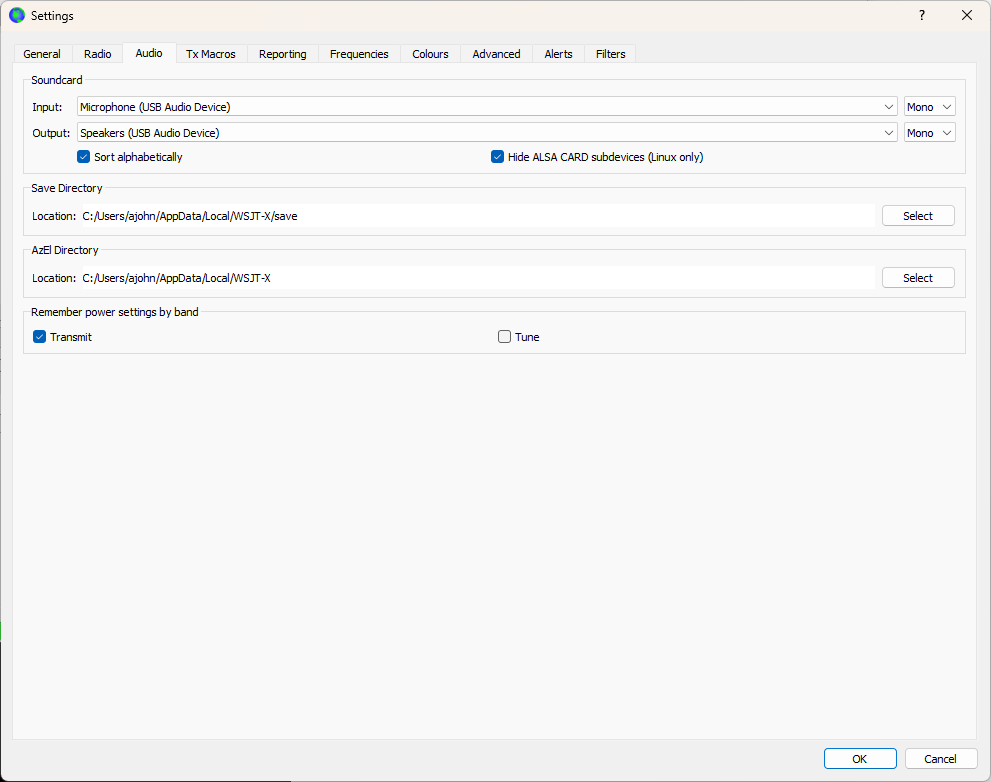 Settings ?
General Radio Audio Tx Macros Reporting Frequencies Colours Advanced Alerts Filters
Soundcard
Input: Microphone (USB Audio Device) Mono
Output: Speakers (USB Audio Device) Mono
Sort alphabetically Hide ALSA CARD subdevices (Linux only)
Save Directory
Location: C:/Users/ajohn/AppData/Local/WSJT-X/save Select
AzEl Directory
Location: C:/Users/ajohn/AppData/Local/WSJT-X Select
Remember power settings by band
Transmit Tune
OK Cancel